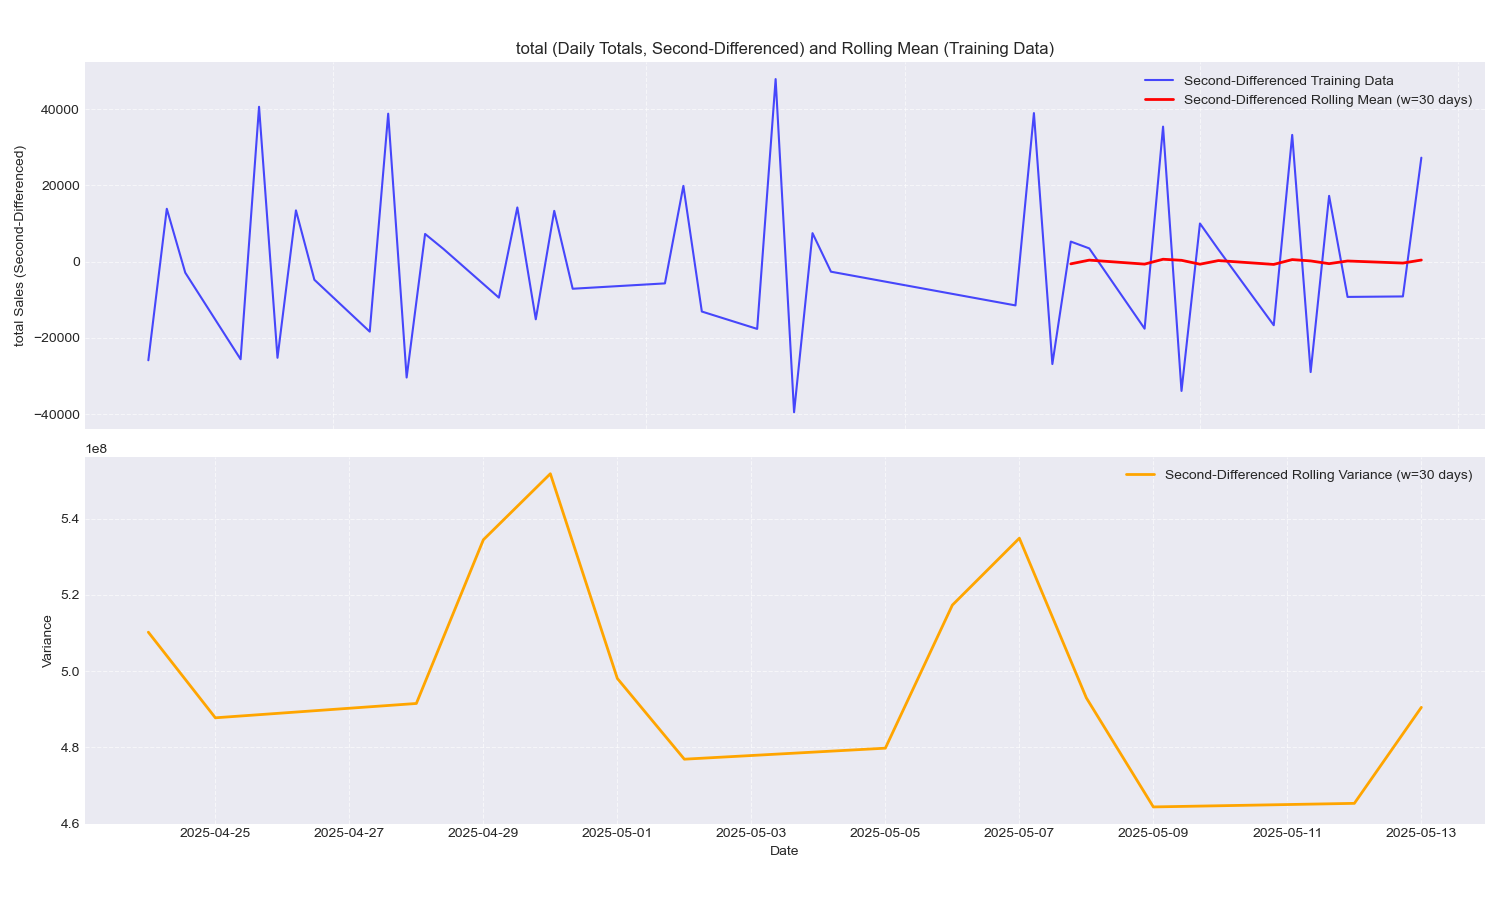 total (Daily Totals, Second-Differenced) and Rolling Mean (Training Data)
Second-Differenced Training Data
Second-Differenced Rolling Mean (w=30 days)
total Sales (Second-Differenced)
40000
20000
0
−20000
−40000
1e8
Second-Differenced Rolling Variance (w=30 days)
Variance
5.4
5.2
5.0
4.8
4.6
2025-04-25 2025-04-27 2025-04-29 2025-05-01 2025-05-03 2025-05-05 2025-05-07 2025-05-09 2025-05-11 2025-05-13
Date